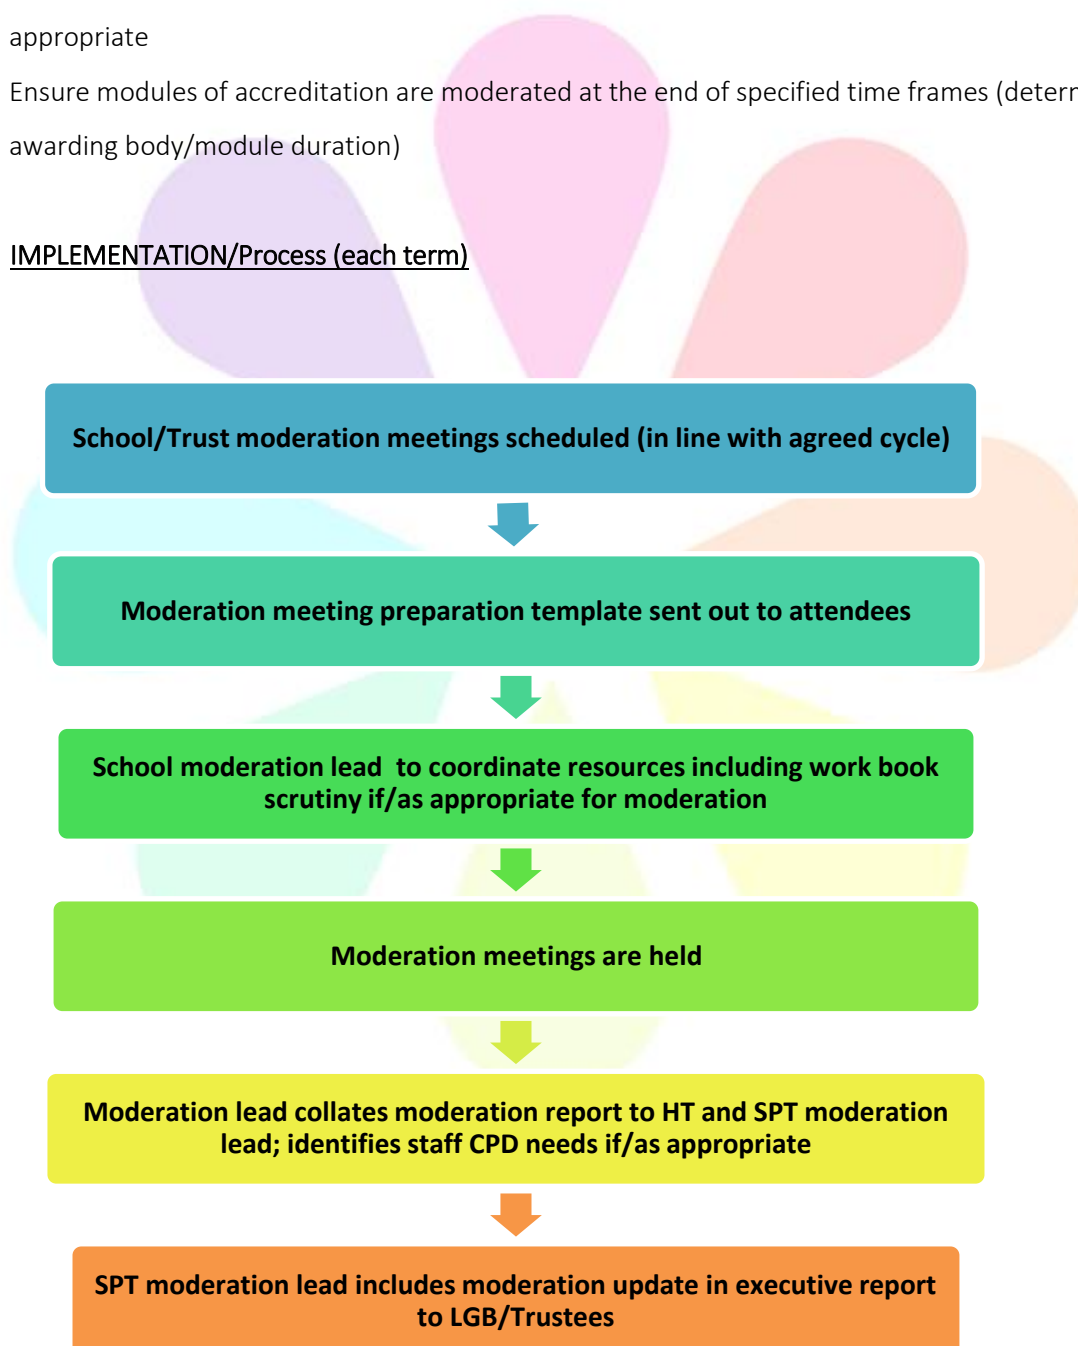 appropriate
Ensure modules of accreditation are moderated at the end of specified time frames
awarding body/module duration)
IMPLEMENTATION/Process (each term)
School/Trust moderation meetings scheduled (in line with agreed cycle)
Moderation meeting preparation template sent out to attendees
School moderation lead  to coordinate resources including work book
scrutiny if/as appropriate for moderation
Moderation meetings are held
Moderation lead collates moderation report to HT and SPT moderation
lead; identifies staff CPD needs if/as appropriate
SPT moderation lead includes moderation update in executive report
to LGB/Trustees